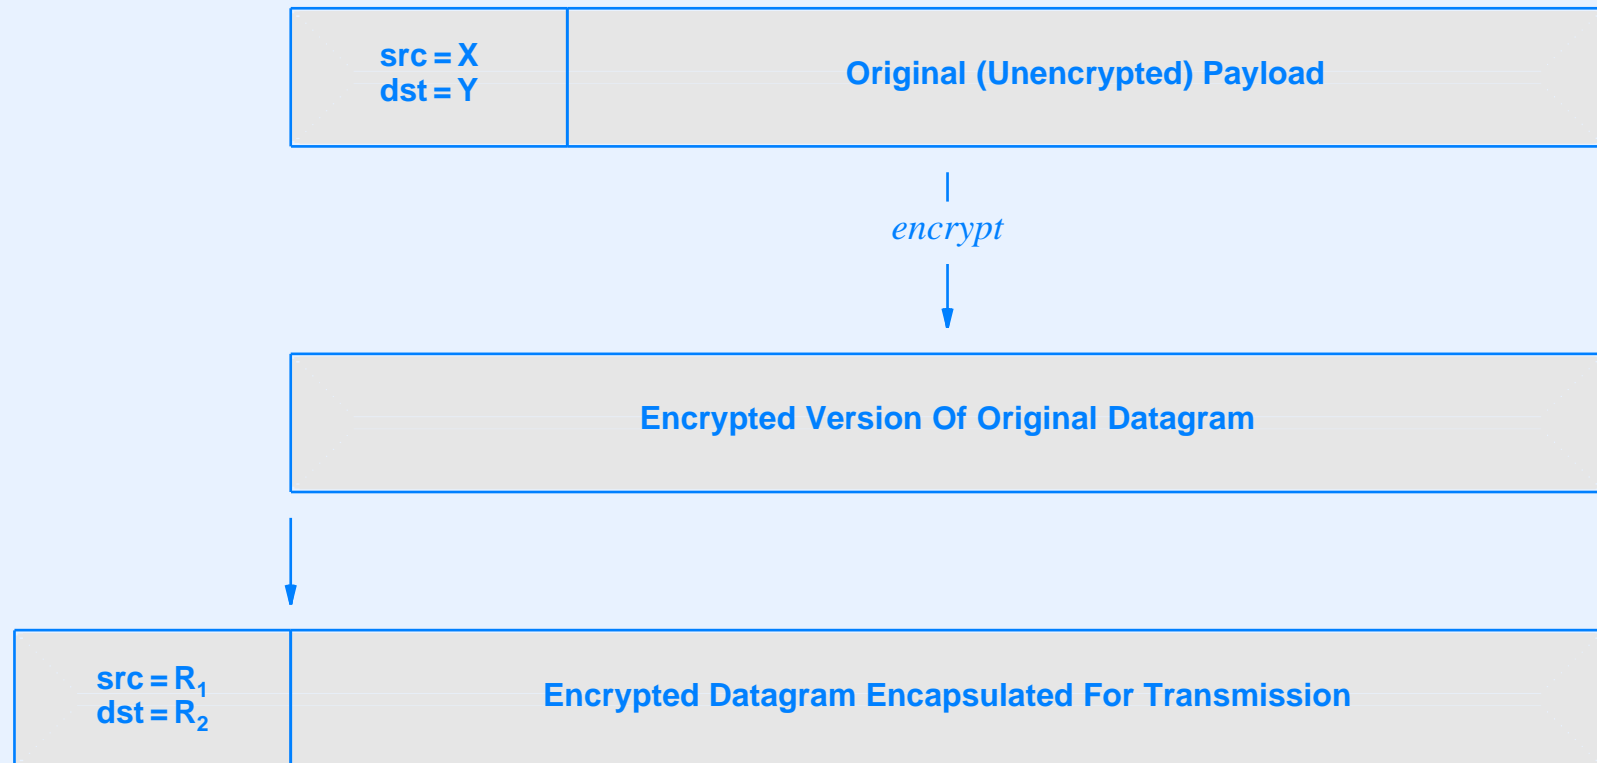 src = X
dst = Y
Original (Unencrypted) Payload
encrypt
Encrypted Version Of Original Datagram
src = R₁
dst = R₂
Encrypted Datagram Encapsulated For Transmission